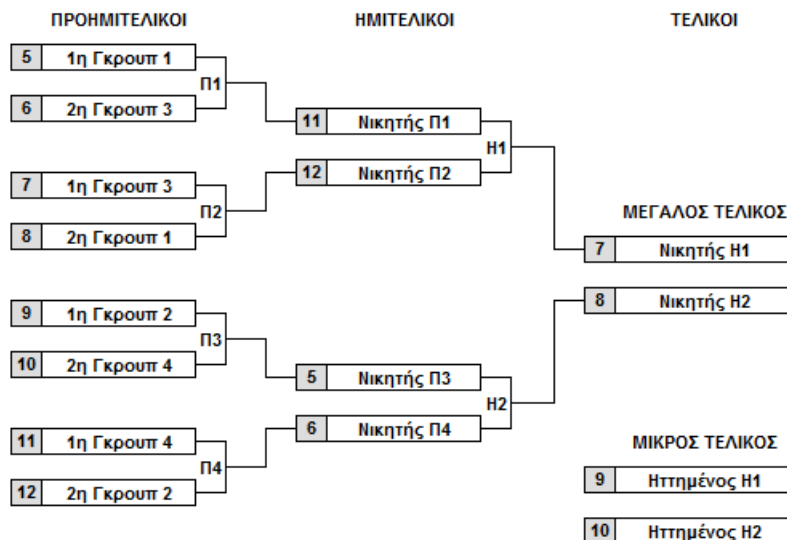 ΠΡΟΗΜΙΤΕΛΙΚΟΙ
ΗΜΙΤΕΛΙΚΟΙ
ΤΕΛΙΚΟΙ
5 1η Γκρουπ 1
Π1
6 2η Γκρουπ 3
11 Νικητής Π1
Η1
12 Νικητής Π2
7 1η Γκρουπ 3
Π2
8 2η Γκρουπ 1
ΜΕΓΑΛΟΣ ΤΕΛΙΚΟΣ
7 Νικητής Η1
8 Νικητής Η2
9 1η Γκρουπ 2
Π3
10 2η Γκρουπ 4
5 Νικητής Π3
Η2
6 Νικητής Π4
11 1η Γκρουπ 4
Π4
12 2η Γκρουπ 2
ΜΙΚΡΟΣ ΤΕΛΙΚΟΣ
9 Ηττημένος Η1
10 Ηττημένος Η2